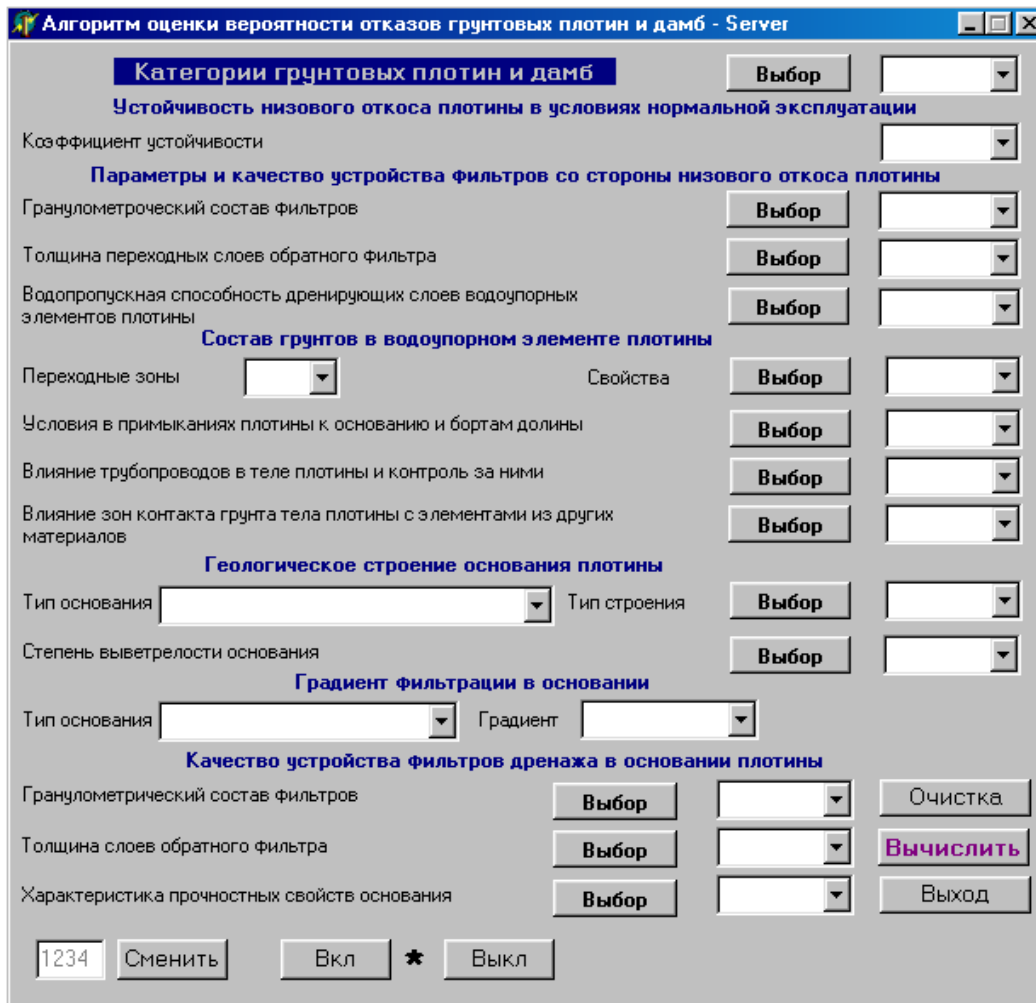 Алгоритм оценки вероятности отказов грунтовых плотин и дамб - Server
Категории грунтовых плотин и дамб Выбор
Устойчивость низового откоса плотины в условиях нормальной эксплуатации
Коэффициент устойчивости
Параметры и качество устройства фильтров со стороны низового откоса плотины
Гранулометроческий состав фильтров Выбор
Толщина переходных слоев обратного фильтра Выбор
Водопропускная способность дренирующих слоев водоупорных
элементов плотины Выбор
Состав грунтов в водоупорном элементе плотины
Переходные зоны Свойства Выбор
Условия в примыканиях плотины к основанию и бортам долины Выбор
Влияние трубопроводов в теле плотины и контроль за ними Выбор
Влияние зон контакта грунта тела плотины с элементами из других
материалов Выбор
Геологическое строение основания плотины
Тип основания Тип строения Выбор
Степень выветрелости основания Выбор
Градиент фильтрации в основании
Тип основания Градиент
Качество устройства фильтров дренажа в основании плотины
Гранулометрический состав фильтров Выбор Очистка
Толщина слоев обратного фильтра Выбор Вычислить
Характеристика прочностных свойств основания Выбор Выход
1234 Сменить Вкл * Выкл